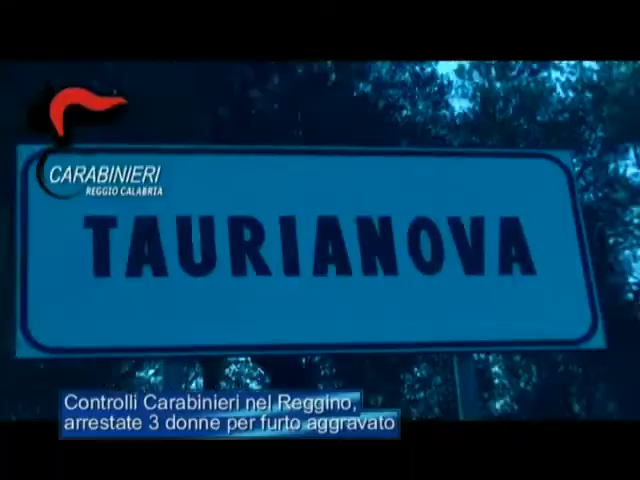 CARABINIERI
REGGIO CALABRIA
TAURIANOVA
Controlli Carabinieri nel Reggino,
arrestate 3 donne per furto aggravato